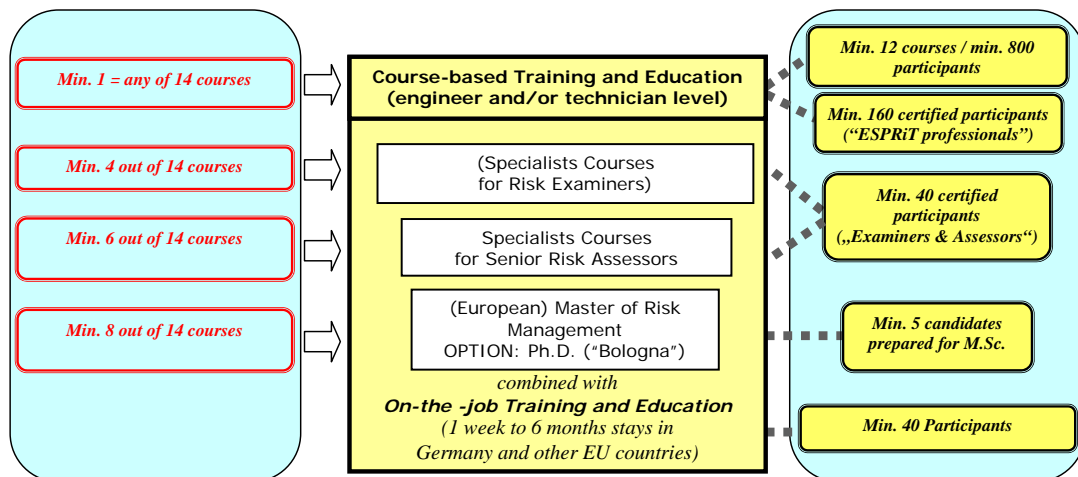 Min. 1 = any of 14 courses
Min. 4 out of 14 courses
Min. 6 out of 14 courses
Min. 8 out of 14 courses
Course-based Training and Education
(engineer and/or technician level)
(Specialists Courses
for Risk Examiners)
Specialists Courses
for Senior Risk Assessors
(European) Master of Risk
Management
OPTION: Ph.D. (“Bologna”)
combined with
On-the -job Training and Education
(1 week to 6 months stays in
Germany and other EU countries)
Min. 12 courses / min. 800
participants
Min. 160 certified participants
(“ESPRiT professionals”)
Min. 40 certified
participants
(„Examiners & Assessors“)
Min. 5 candidates
prepared for M.Sc.
Min. 40 Participants